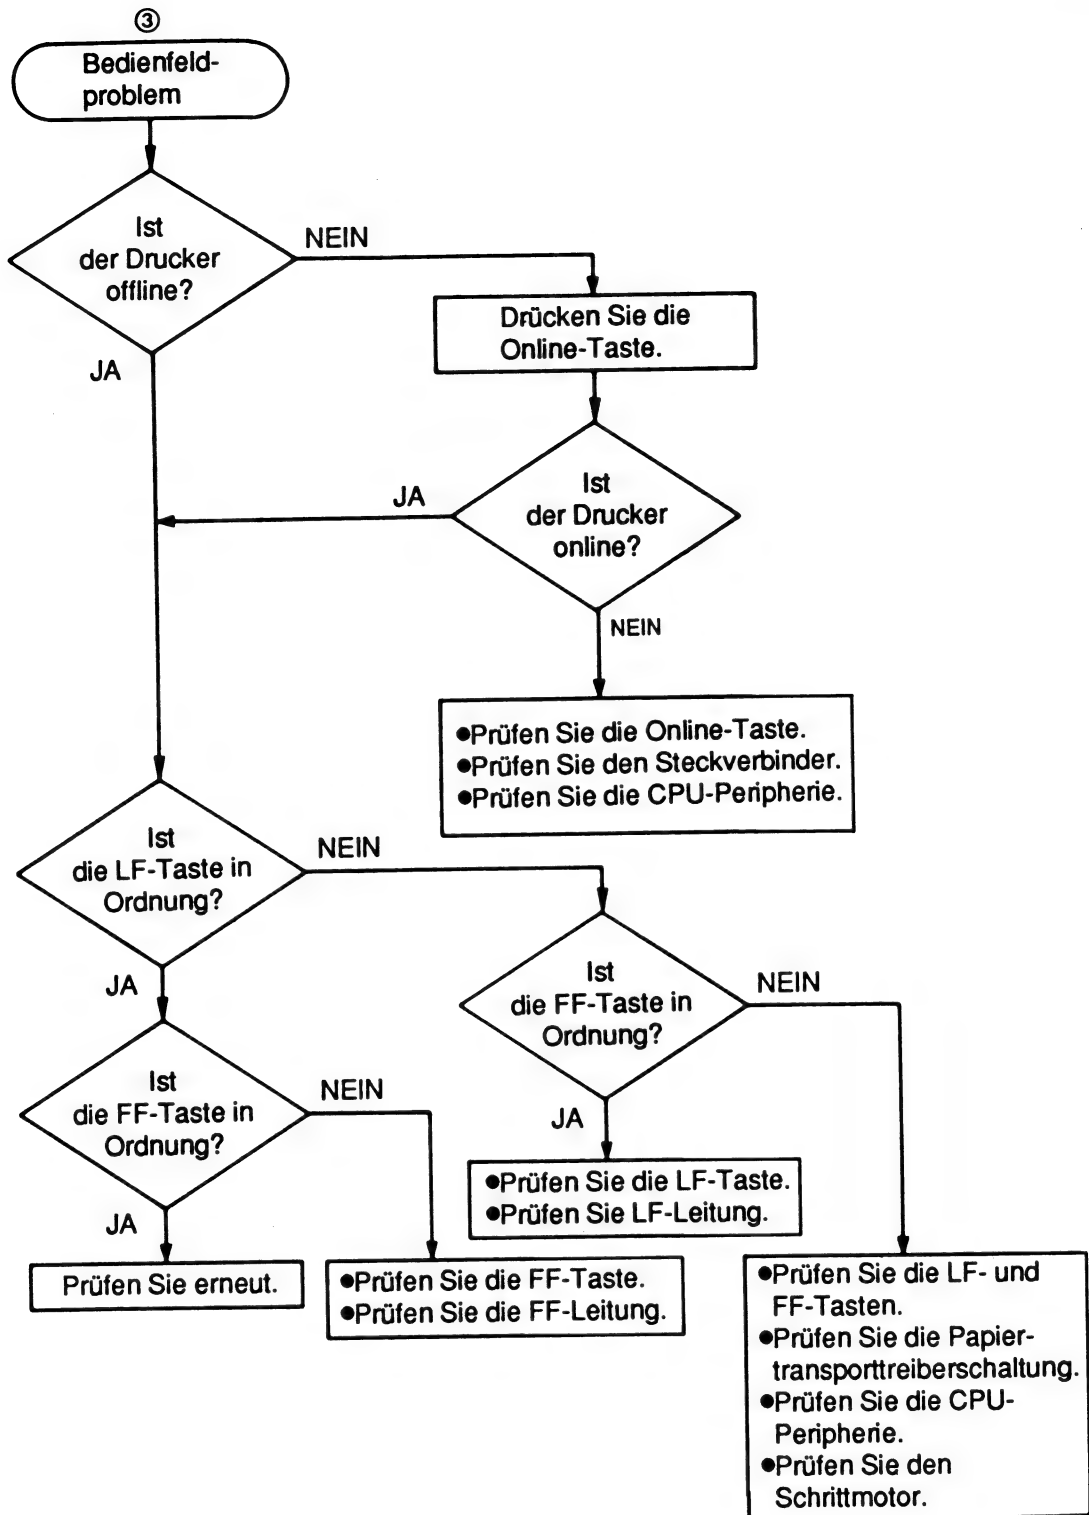 ③
Bedienfeld-
problem
Ist
der Drucker
offline?
NEIN
JA
Drücken Sie die
Online-Taste.
Ist
der Drucker
online?
JA
NEIN
●Prüfen Sie die Online-Taste.
●Prüfen Sie den Steckverbinder.
●Prüfen Sie die CPU-Peripherie.
Ist
die LF-Taste in
Ordnung?
NEIN
JA
Ist
die FF-Taste in
Ordnung?
NEIN
JA
Ist
die FF-Taste in
Ordnung?
NEIN
JA
●Prüfen Sie die LF-Taste.
●Prüfen Sie LF-Leitung.
Prüfen Sie erneut.
●Prüfen Sie die FF-Taste.
●Prüfen Sie die FF-Leitung.
●Prüfen Sie die LF- und
FF-Tasten.
●Prüfen Sie die Papier-
transporttreiberschaltung.
●Prüfen Sie die CPU-
Peripherie.
●Prüfen Sie den
Schrittmotor.